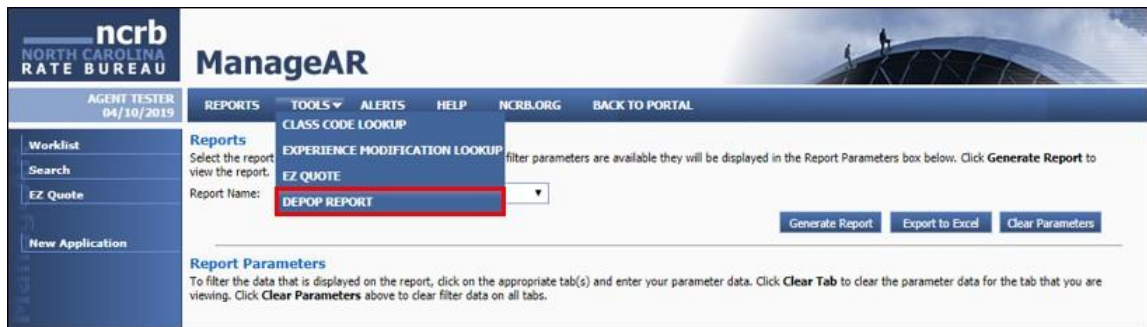 ncrb
NORTH CAROLINA
RATE BUREAU
ManageAR
AGENT TESTER
04/10/2019
REPORTS TOOLS ALERTS HELP NCRB.ORG BACK TO PORTAL
CLASS CODE LOOKUP
EXPERIENCE MODIFICATION LOOKUP
EZ QUOTE
DEPOP REPORT
Worklist
Search
EZ Quote
New Application
Reports
Select the report filter parameters are available they will be displayed in the Report Parameters box below. Click Generate Report to
view the report.
Report Name:
Generate Report Export to Excel Clear Parameters
Report Parameters
To filter the data that is displayed on the report, click on the appropriate tab(s) and enter your parameter data. Click Clear Tab to clear the parameter data for the tab that you are
viewing. Click Clear Parameters above to clear filter data on all tabs.